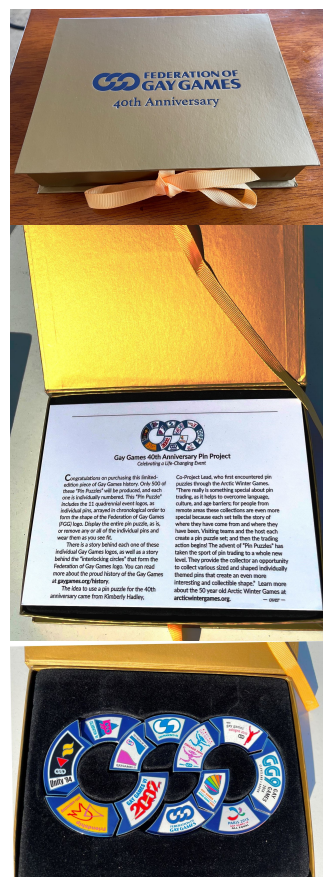 FEDERATION OF
GAY GAMES
40th Anniversary
Gay Games 40th Anniversary Pin Project
Celebrating a Life-Changing Event
Congratulations on purchasing this limited-
edition piece of Gay Games history. Only 500 of
these "Pin Puzzles" will be produced, and each
one is individually numbered. This "Pin Puzzle"
includes the 11 quadrennial event logos, as
individual pins, arrayed in chronological order to
form the shape of the Federation of Gay Games
(FGG) logo. Display the entire pin puzzle, as is,
or remove any or all of the individual pins and
wear them as you see fit.
There is a story behind each one of these
individual Gay Games logos, as well as a story
behind the "interlocking circles" that form the
Federation of Gay Games logo. You can read
more about the proud history of the Gay Games
at gaygames.org/history.
The idea to use a pin puzzle for the 40th
anniversary came from Kimberly Hadley,
Co-Project Lead, who first encountered pin
puzzles through the Arctic Winter Games.
"There really is something special about pin
trading, as it helps to overcome language,
culture, and age barriers; for people from
remote areas these collections are even more
special because each set tells the story of
where they have come from and where they
have been. Visiting teams and the host each
create a pin puzzle set; and then the trading
action begins! The advent of "Pin Puzzles" has
taken the sport of pin trading to a whole new
level. They provide the collector an opportunity
to collect various sized and shaped individually
themed pins that create an even more
interesting and collectible shape." Learn more
about the 50 year old Arctic Winter Games at
arcticwintergames.org.
Unity '94
GGG
GAY
GAMES
PARIS 2018
FEDERATION OF
GAY GAMES